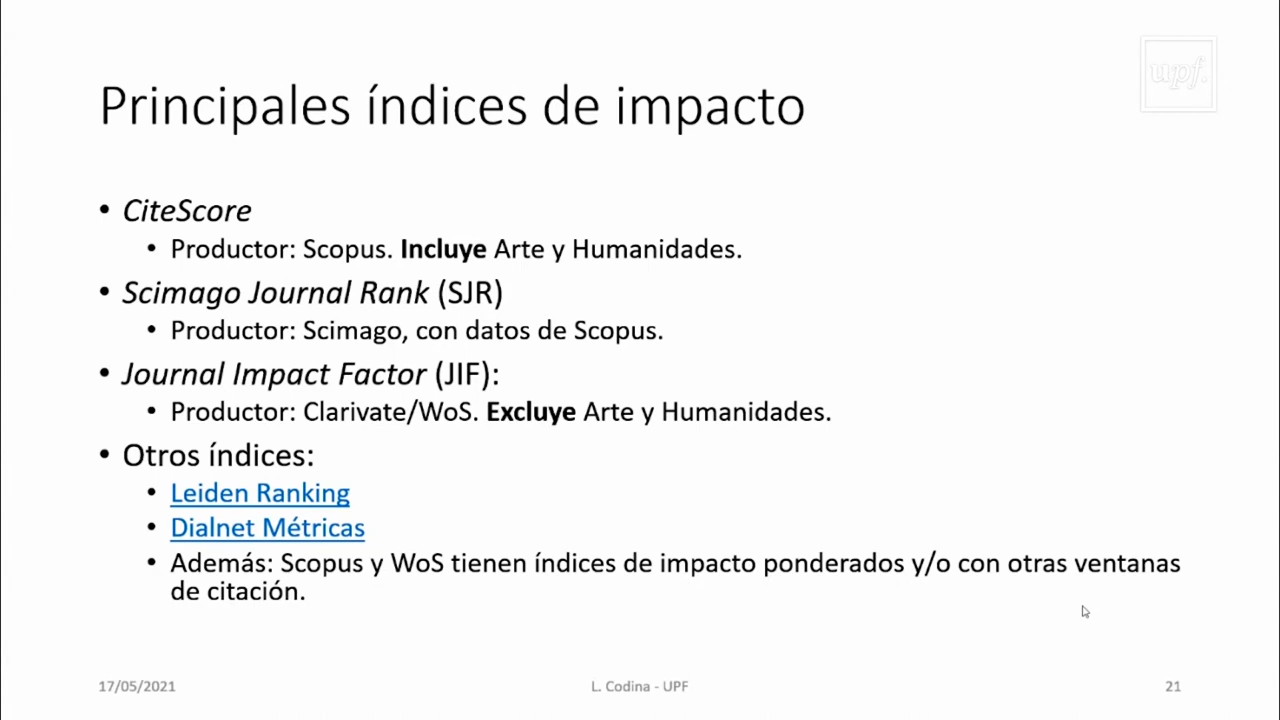 upf.
Principales índices de impacto
• CiteScore
• Productor: Scopus. Incluye Arte y Humanidades.
• Scimago Journal Rank (SJR)
• Productor: Scimago, con datos de Scopus.
• Journal Impact Factor (JIF):
• Productor: Clarivate/WoS. Excluye Arte y Humanidades.
• Otros índices:
• Leiden Ranking
• Dialnet Métricas
• Además: Scopus y WoS tienen índices de impacto ponderados y/o con otras ventanas
de citación.
17/05/2021
L. Codina - UPF
21